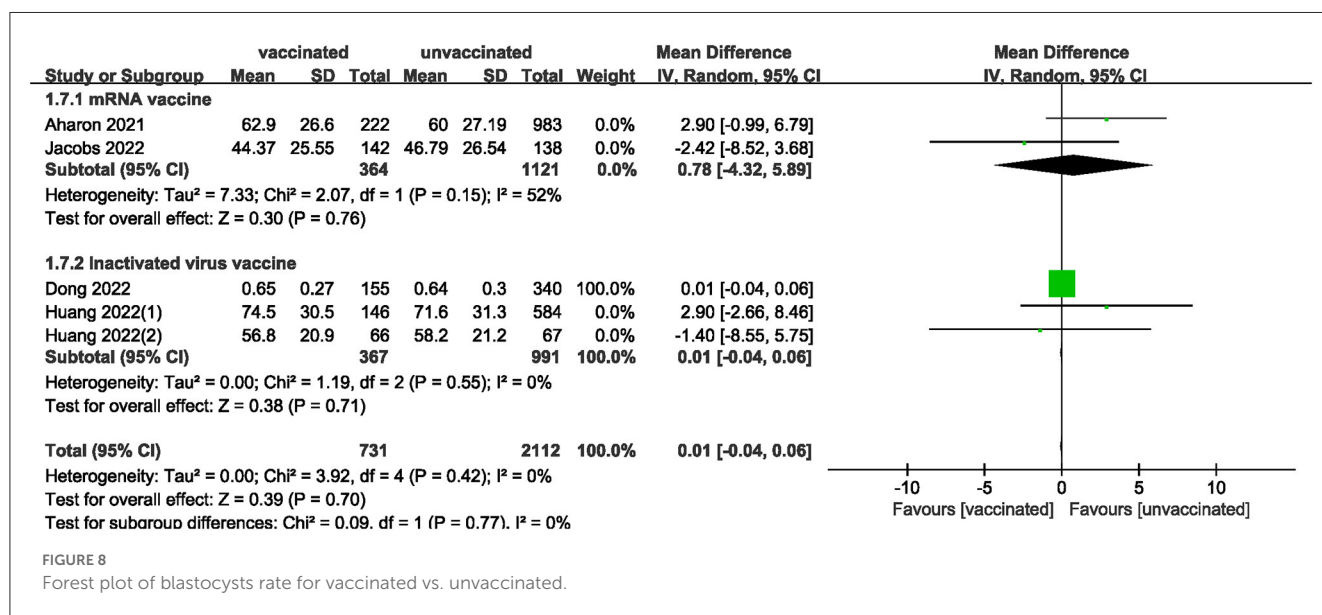 vaccinated unvaccinated Mean Difference Mean Difference
Study or Subgroup Mean SD Total Mean SD Total Weight IV, Random, 95% CI IV, Random, 95% CI
1.7.1 mRNA vaccine
Aharon 2021 62.9 26.6 222 60 27.19 983 0.0% 2.90 [-0.99, 6.79]
Jacobs 2022 44.37 25.55 142 46.79 26.54 138 0.0% -2.42 [-8.52, 3.68]
Subtotal (95% CI) 364 1121 0.0% 0.78 [-4.32, 5.89]
Heterogeneity: Tau² = 7.33; Chi² = 2.07, df = 1 (P = 0.15); I² = 52%
Test for overall effect: Z = 0.30 (P = 0.76)
1.7.2 Inactivated virus vaccine
Dong 2022 0.65 0.27 155 0.64 0.3 340 100.0% 0.01 [-0.04, 0.06]
Huang 2022(1) 74.5 30.5 146 71.6 31.3 584 0.0% 2.90 [-2.66, 8.46]
Huang 2022(2) 56.8 20.9 66 58.2 21.2 67 0.0% -1.40 [-8.55, 5.75]
Subtotal (95% CI) 367 991 100.0% 0.01 [-0.04, 0.06]
Heterogeneity: Tau² = 0.00; Chi² = 1.19, df = 2 (P = 0.55); I² = 0%
Test for overall effect: Z = 0.38 (P = 0.71)
Total (95% CI) 731 2112 100.0% 0.01 [-0.04, 0.06]
Heterogeneity: Tau² = 0.00; Chi² = 3.92, df = 4 (P = 0.42); I² = 0%
Test for overall effect: Z = 0.39 (P = 0.70)
Test for subgroup differences: Chi² = 0.09, df = 1 (P = 0.77), I² = 0%
-10 -5 0 5 10
Favours [vaccinated] Favours [unvaccinated]
FIGURE 8
Forest plot of blastocysts rate for vaccinated vs. unvaccinated.